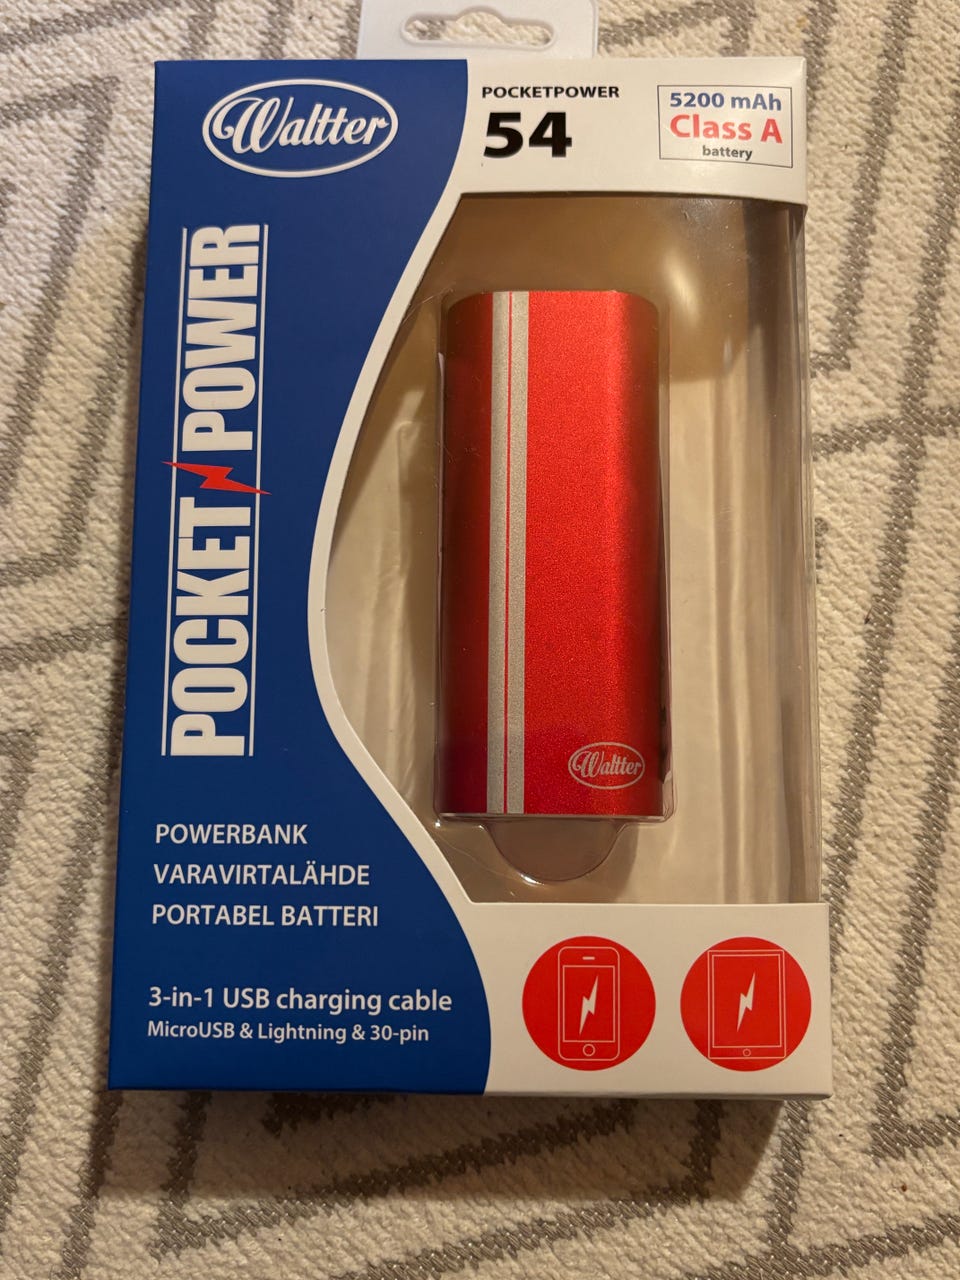 Waltter
POCKETPOWER
54
5200 mAh
Class A
battery
POCKET POWER
Waltter
POWERBANK
VARAVIRTALÄHDE
PORTABEL BATTERI
3-in-1 USB charging cable
MicroUSB & Lightning & 30-pin